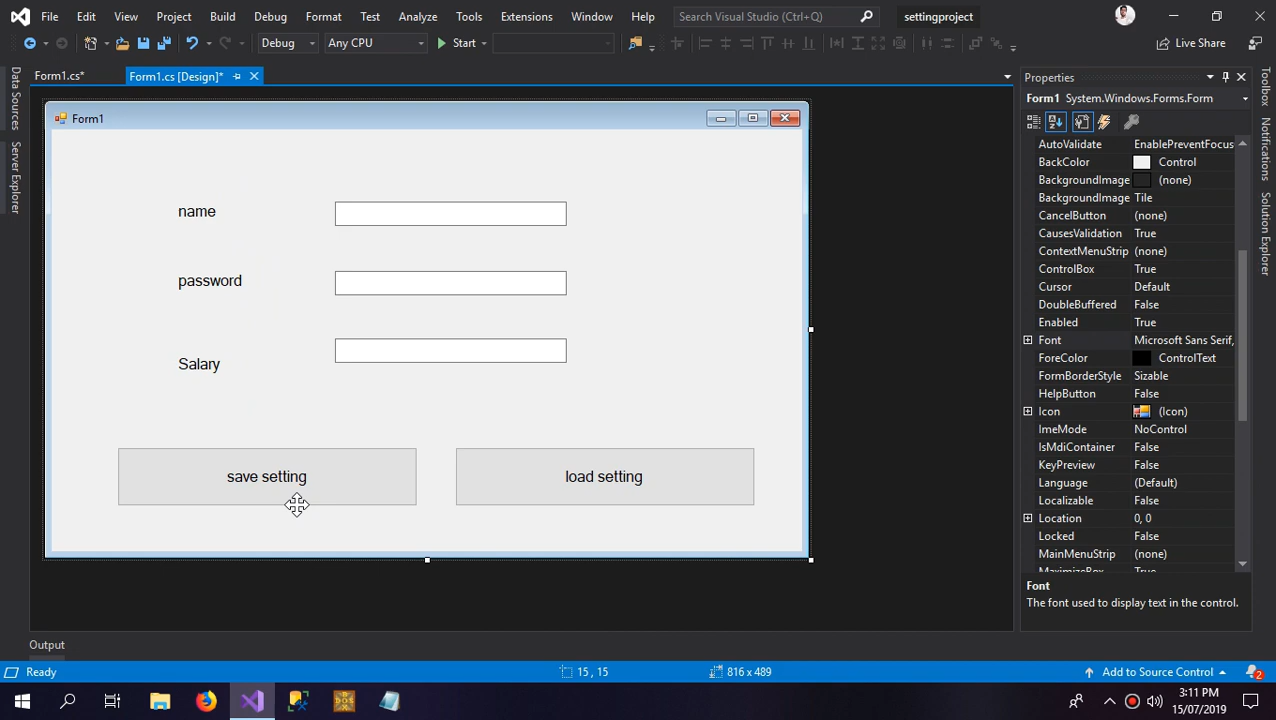 File Edit View Project Build Debug Format Test Analyze Tools Extensions Window Help Search Visual Studio (Ctrl+Q) settingproject
Debug Any CPU Start Live Share
Data Sources
Server Explorer
Form1.cs* Form1.cs [Design]*
Form1
name
password
Salary
save setting load setting
Properties
Form1 System.Windows.Forms.Form
AutoValidate EnablePreventFocus
BackColor Control
BackgroundImage (none)
BackgroundImage Tile
CancelButton (none)
CausesValidation True
ContextMenuStrip (none)
ControlBox True
Cursor Default
DoubleBuffered False
Enabled True
Font Microsoft Sans Serif,
ForeColor ControlText
FormBorderStyle Sizable
HelpButton False
Icon (Icon)
ImeMode NoControl
IsMdiContainer False
KeyPreview False
Language (Default)
Localizable False
Location 0, 0
Locked False
MainMenuStrip (none)
MaximizeBox True
Font
The font used to display text in the control.
Toolbox
Notifications
Solution Explorer
Output
Ready 15 , 15 816 x 489 Add to Source Control 2
DOS
3:11 PM
15/07/2019